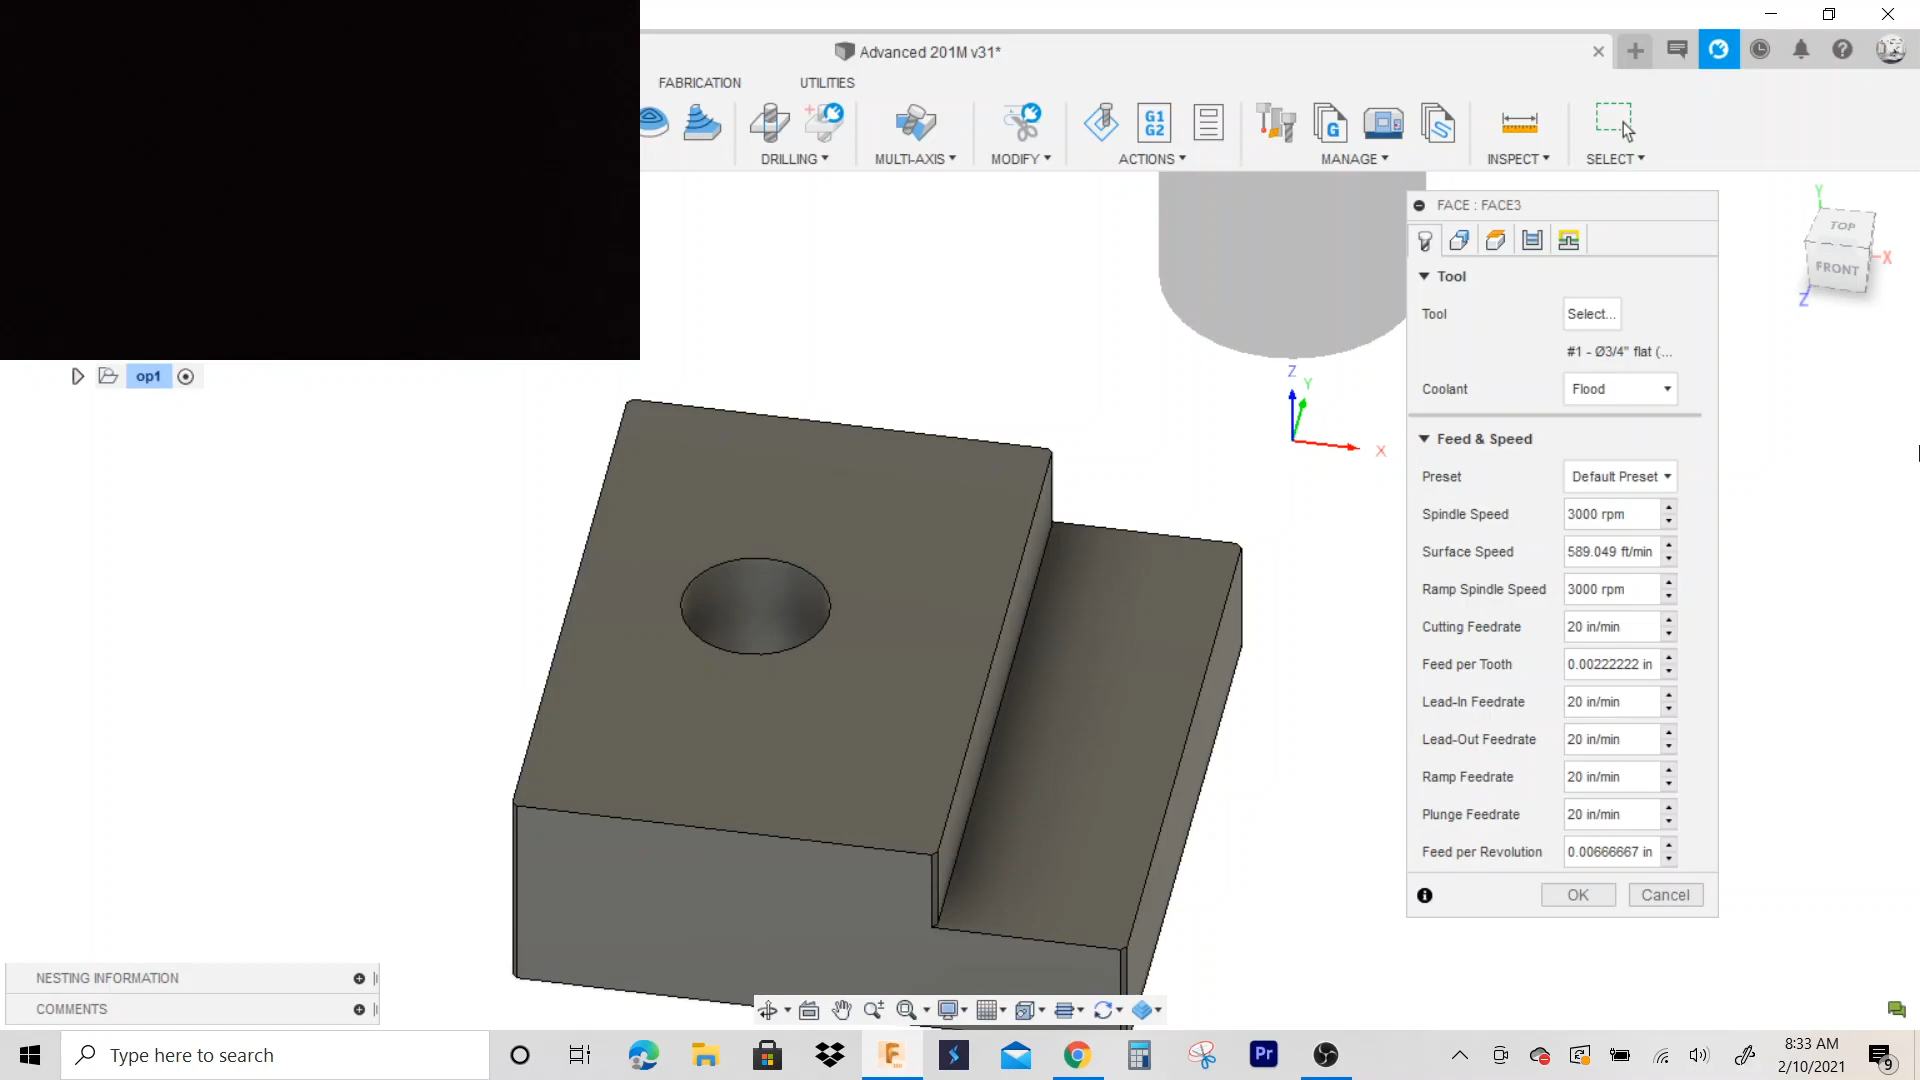 Advanced 201M v31*
FABRICATION
UTILITIES
G1
G2
G
DRILLING
MULTI-AXIS
MODIFY
ACTIONS
MANAGE
INSPECT
SELECT
FACE : FACE3
Tool
Tool
Select...
#1 - Ø3/4" flat (...
Coolant
Flood
Feed & Speed
Preset
Default Preset
Spindle Speed
3000 rpm
Surface Speed
589.049 ft/min
Ramp Spindle Speed
3000 rpm
Cutting Feedrate
20 in/min
Feed per Tooth
0.00222222 in
Lead-In Feedrate
20 in/min
Lead-Out Feedrate
20 in/min
Ramp Feedrate
20 in/min
Plunge Feedrate
20 in/min
Feed per Revolution
0.00666667 in
OK
Cancel
Y
TOP
X
FRONT
Z
op1
Z
Y
X
NESTING INFORMATION
COMMENTS
Type here to search
F
Pr
8:33 AM
2/10/2021
9